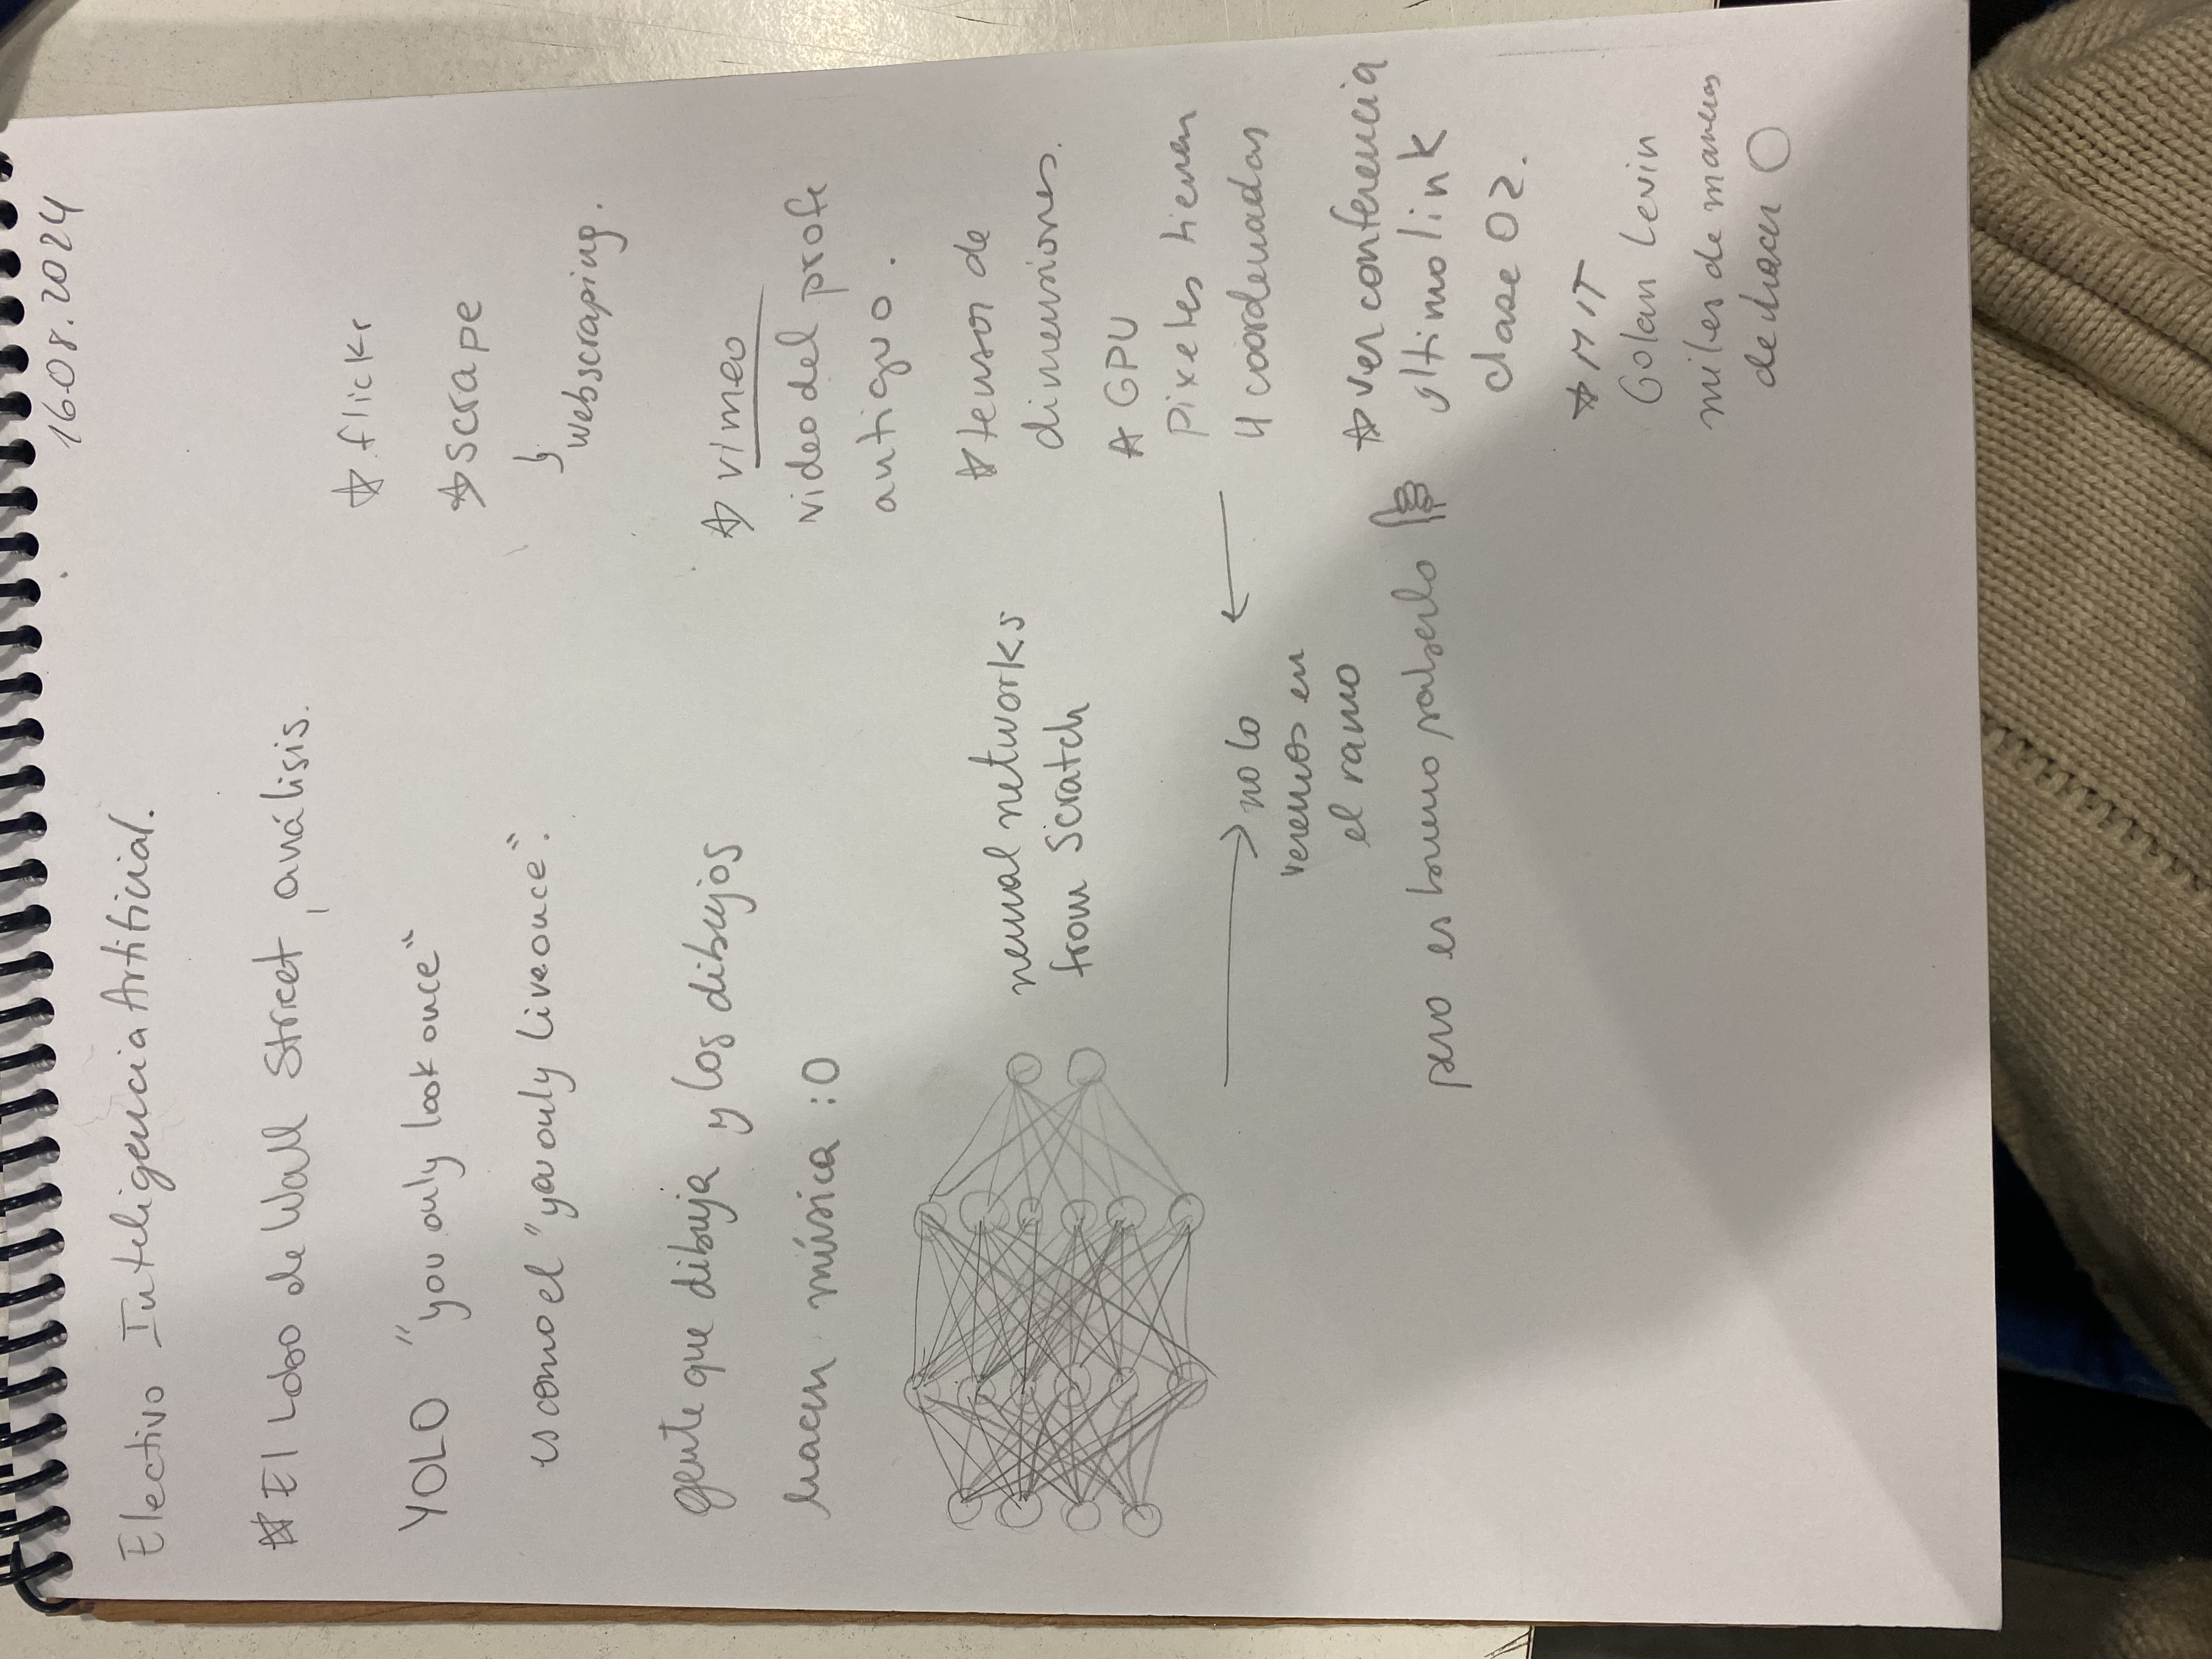 16.08.2024
Electivo Inteligencia Artificial.
El Lobo de Wall Street, análisis.
YOLO "you only look once"
es como el "you only live once".
gente que dibuja y los dibujos
hacen música :O
neural networks
from Scratch
no lo
veremos en
el ramo
pero es bueno saberlo
flickr
scrape
webscraping.
vimeo
video del profe
antiguo.
tensor de
dimensiones.
GPU
pixeles tienen
4 coordenadas
ver conferencia
ultimo link
clase 02.
MIT
Golan Levin
miles de maneras
de hacer